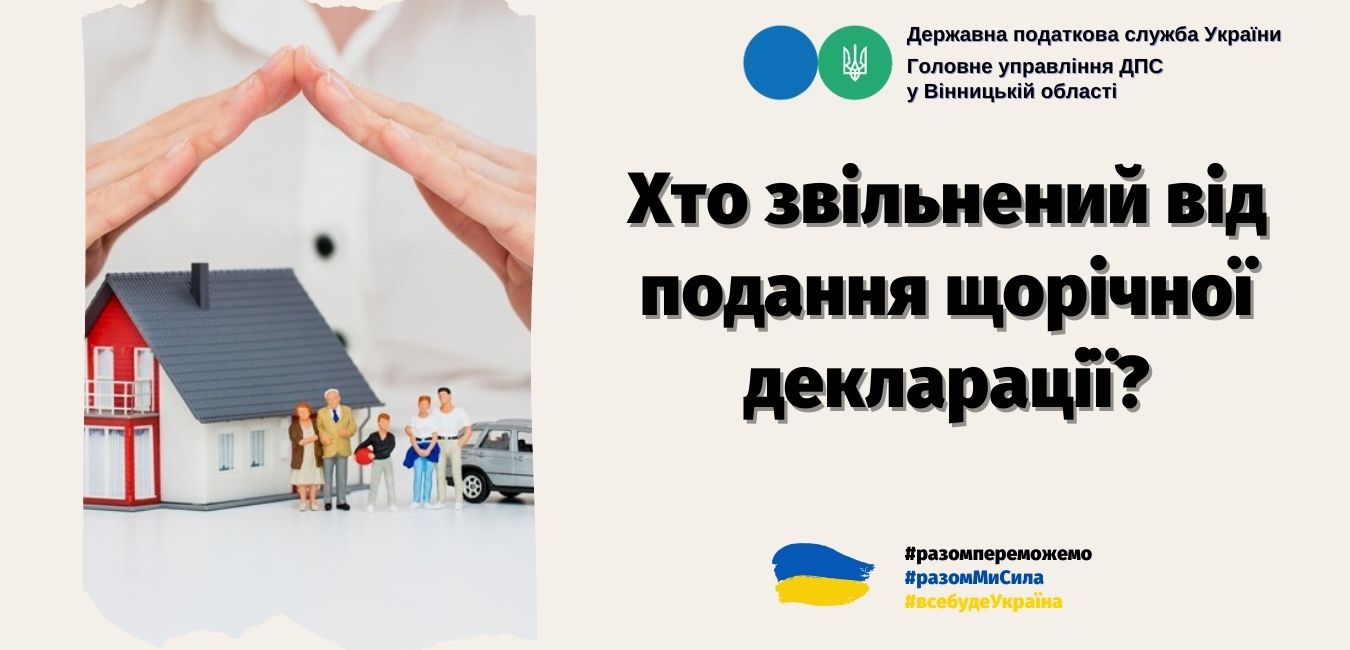 Державна податкова служба України
Головне управління ДПС
у Вінницькій області
Хто звільнений від
подання щорічної
декларації?
#разомпереможемо
#разомМиСила
#всебудеУкраїна